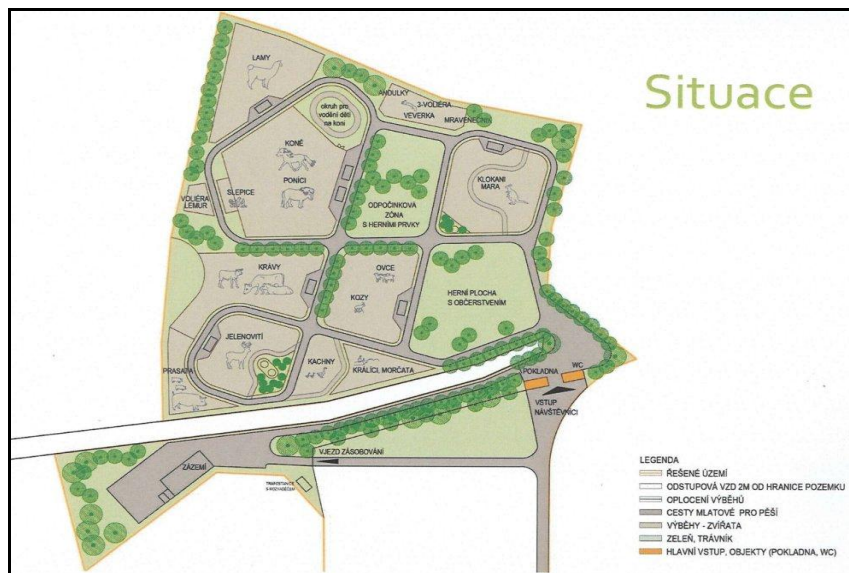 Situace
LAMY
AHOULKY
3-VOLIÉRA
VEVERKA
MRAVENEČNÍK
okruh pro
vodění dětí
na koni
KONĚ
PONÍCI
KLOKANI
MARA
VOLIÉRA
LEMUR
SLEPICE
ODPOČINKOVA
ZÓNA
S HERNÍMI PRVKY
KRÁVY
OVCE
KOZY
HERNÍ PLOCHA
S OBČERSTVENÍM
JELENOVITÍ
PRASATA
KACHNY
KRÁLÍCI, MORČATA
POKLADNA
WC
VSTUP
NÁVŠTĚVNÍCI
VJEZD ZÁSOBOVÁNÍ
ZÁZEMÍ
LEGENDA
ŘEŠENÉ ÚZEMÍ
ODSTUPOVÁ VZD 2M OD HRANICE POZEMKU
OPLOCENÍ VÝBĚHŮ
CESTY MLATOVÉ PRO PĚŠÍ
VÝBĚHY - ZVÍŘATA
ZELEŇ, TRÁVNÍK
HLAVNÍ VSTUP, OBJEKTY (POKLADNA, WC)